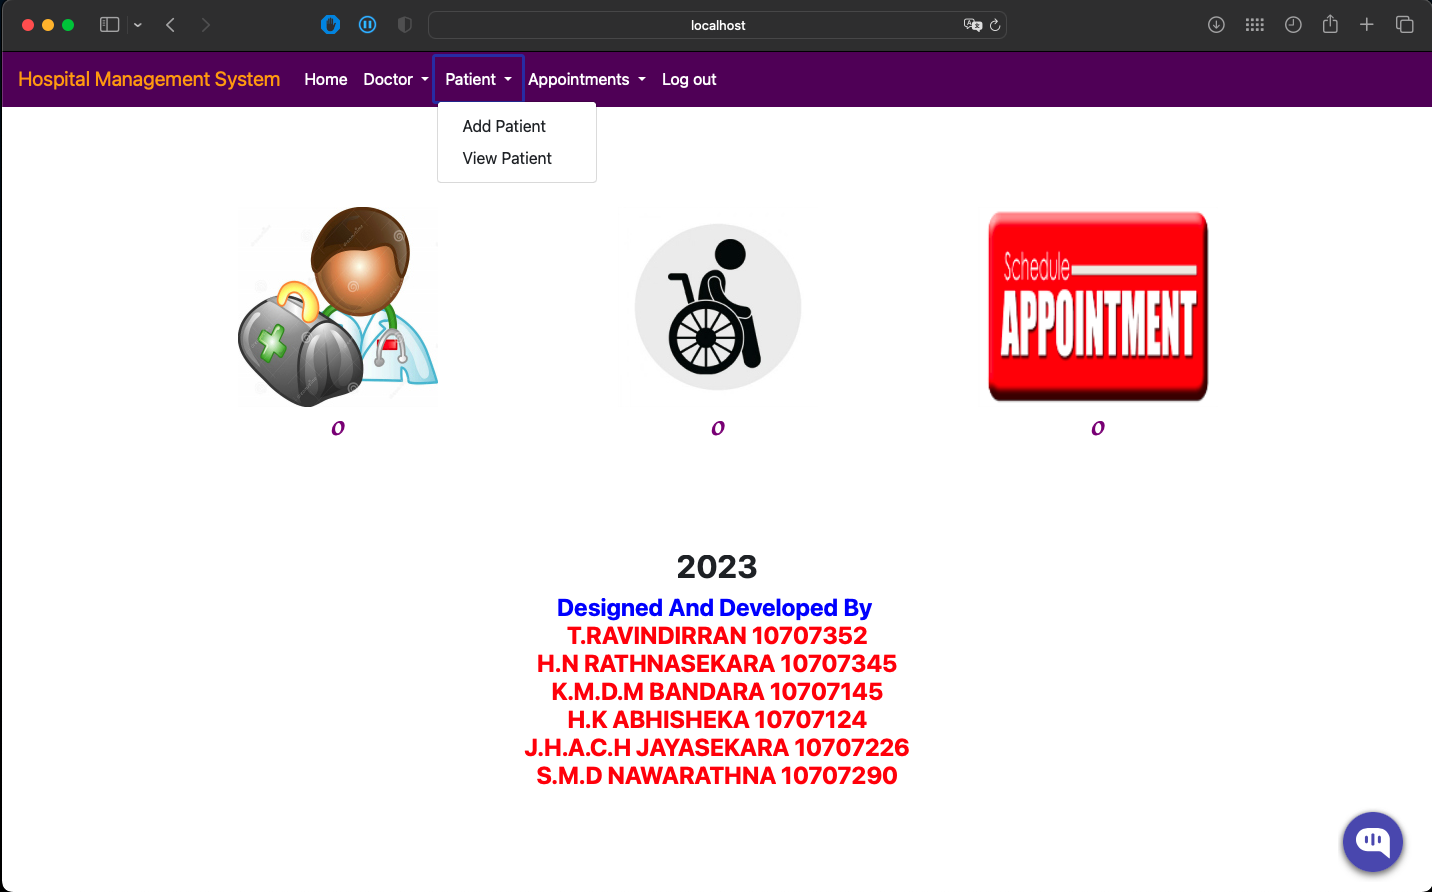 localhost
Hospital Management System Home Doctor Patient Appointments Log out
Add Patient
View Patient
Schedule
APPOINTMENT
0 0 0
2023
Designed And Developed By
T.RAVINDIRRAN 10707352
H.N RATHNASEKARA 10707345
K.M.D.M BANDARA 10707145
H.K ABHISHEKA 10707124
J.H.A.C.H JAYASEKARA 10707226
S.M.D NAWARATHNA 10707290